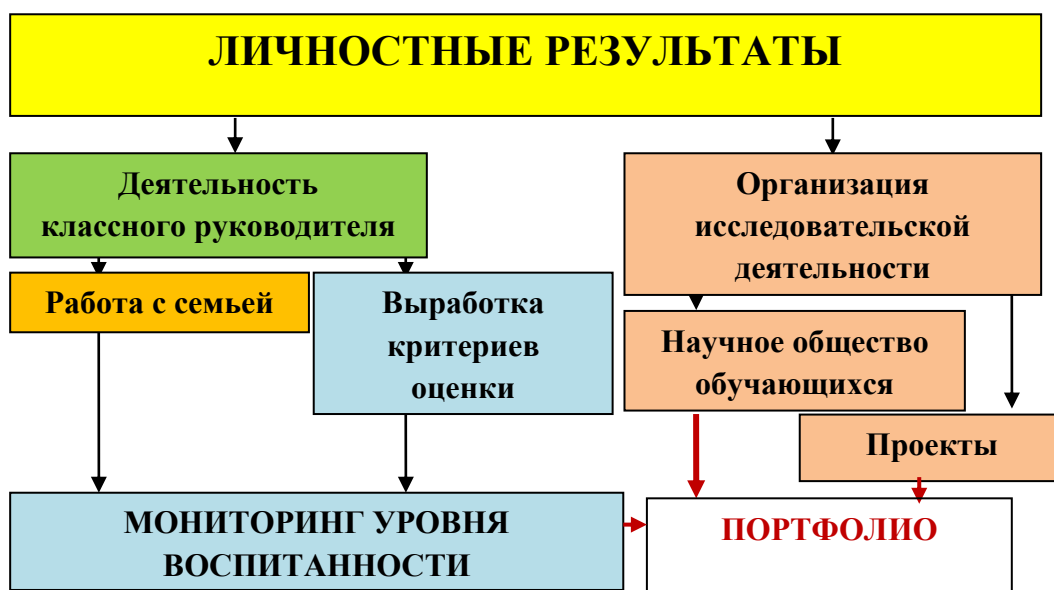 ЛИЧНОСТНЫЕ РЕЗУЛЬТАТЫ
Деятельность
классного руководителя
Организация
исследовательской
деятельности
Работа с семьей
Выработка
критериев
оценки
Научное общество
обучающихся
Проекты
МОНИТОРИНГ УРОВНЯ
ВОСПИТАННОСТИ
ПОРТФОЛИО